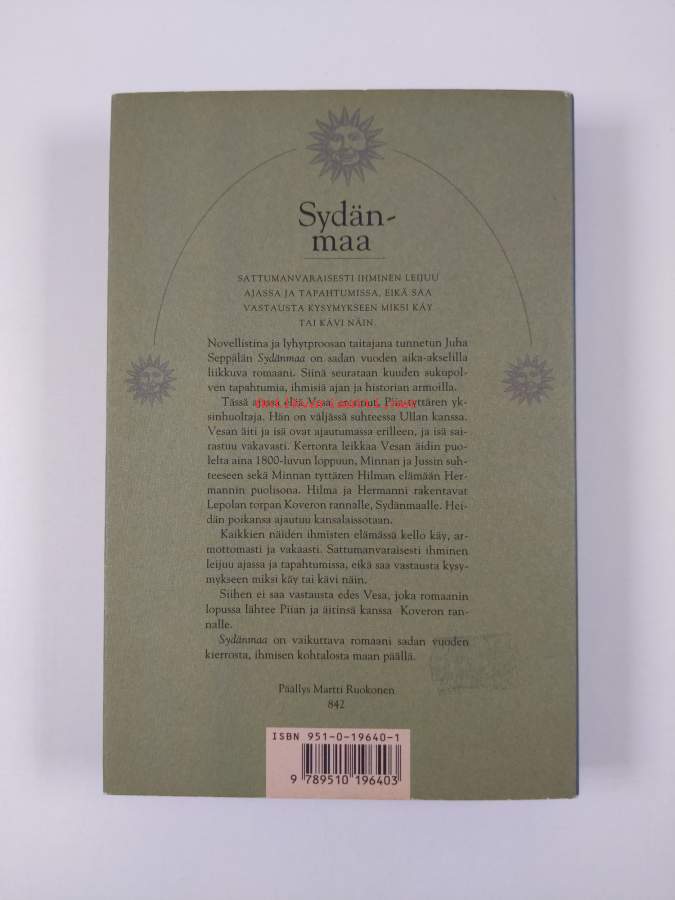 Sydän-
maa
SATTUMANVARAISESTI IHMINEN LEIJUU
AJASSA JA TAPAHTUMISSA, EIKÄ SAA
VASTAUSTA KYSYMYKSEEN MIKSI KÄY
TAI KÄVI NÄIN.
Novellistina ja lyhytproosan taitajana tunnetun Juha
Seppälän Sydänmaa on sadan vuoden aika-akselilla
liikkuva romaani. Siinä seurataan kuuden sukupol-
ven tapahtumia, ihmisiä ajan ja historian armoilla.
Tässä ajassa elää Vesa, eronnut, Piia-tyttären yk-
sinhuoltaja. Hän on väljässä suhteessa Ullan kanssa.
Vesan äiti ja isä ovat ajautumassa erilleen, ja isä sai-
rastuu vakavasti. Kertonta leikkaa Vesan äidin puo-
lelta aina 1800-luvun loppuun, Minnan ja Jussin suh-
teeseen sekä Minnan tyttären Hilman elämään Her-
mannin puolisona. Hilma ja Hermanni rakentavat
Lepolan torpan Koveron rannalle, Sydänmaalle. Hei-
dän poikansa ajautuu kansalaissotaan.
Kaikkien näiden ihmisten elämässä kello käy, ar-
mottomasti ja vakaasti. Sattumanvaraisesti ihminen
leijuu ajassa ja tapahtumissa, eikä saa vastausta kysy-
mykseen miksi käy tai kävi näin.
Siihen ei saa vastausta edes Vesa, joka romaanin
lopussa lähtee Piian ja äitinsä kanssa Koveron ran-
nalle.
Sydänmaa on vaikuttava romaani sadan vuoden
kierrosta, ihmisen kohtalosta maan päällä.
Päällys Martti Ruokonen
842
ISBN 951-0-19640-1
9 789510 196403